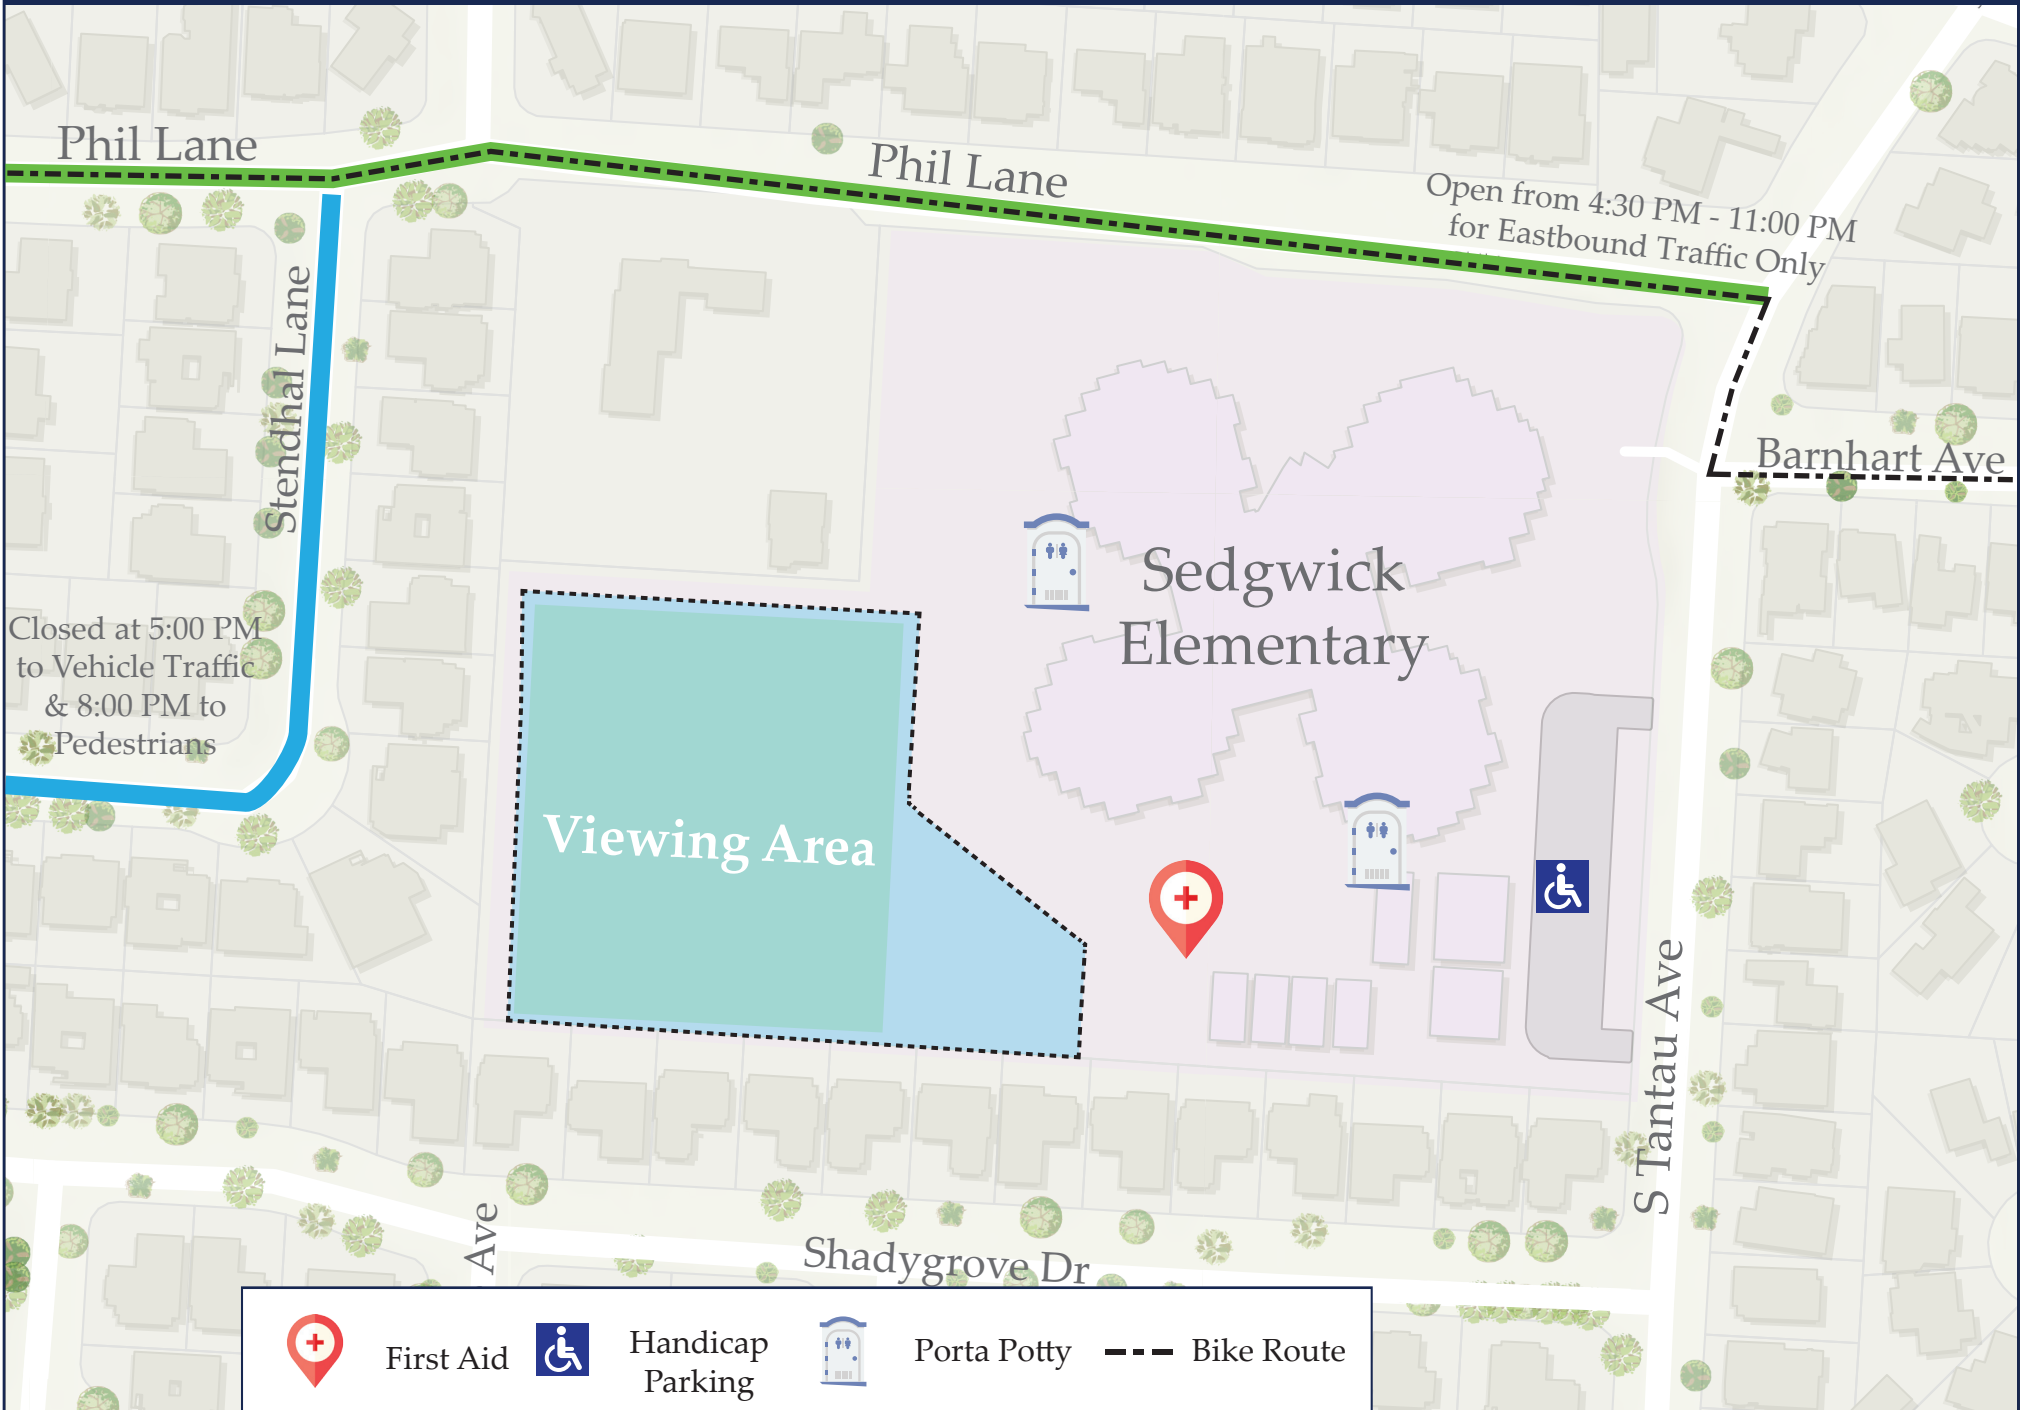 Phil Lane
Phil Lane
Open from 4:30 PM - 11:00 PM
for Eastbound Traffic Only
Stendhal Lane
Barnhart Ave
Sedgwick
Elementary
Closed at 5:00 PM
to Vehicle Traffic
& 8:00 PM to
Pedestrians
Viewing Area
S Tantau Ave
Ave
Shadygrove Dr
First Aid
Handicap
Parking
Porta Potty
Bike Route